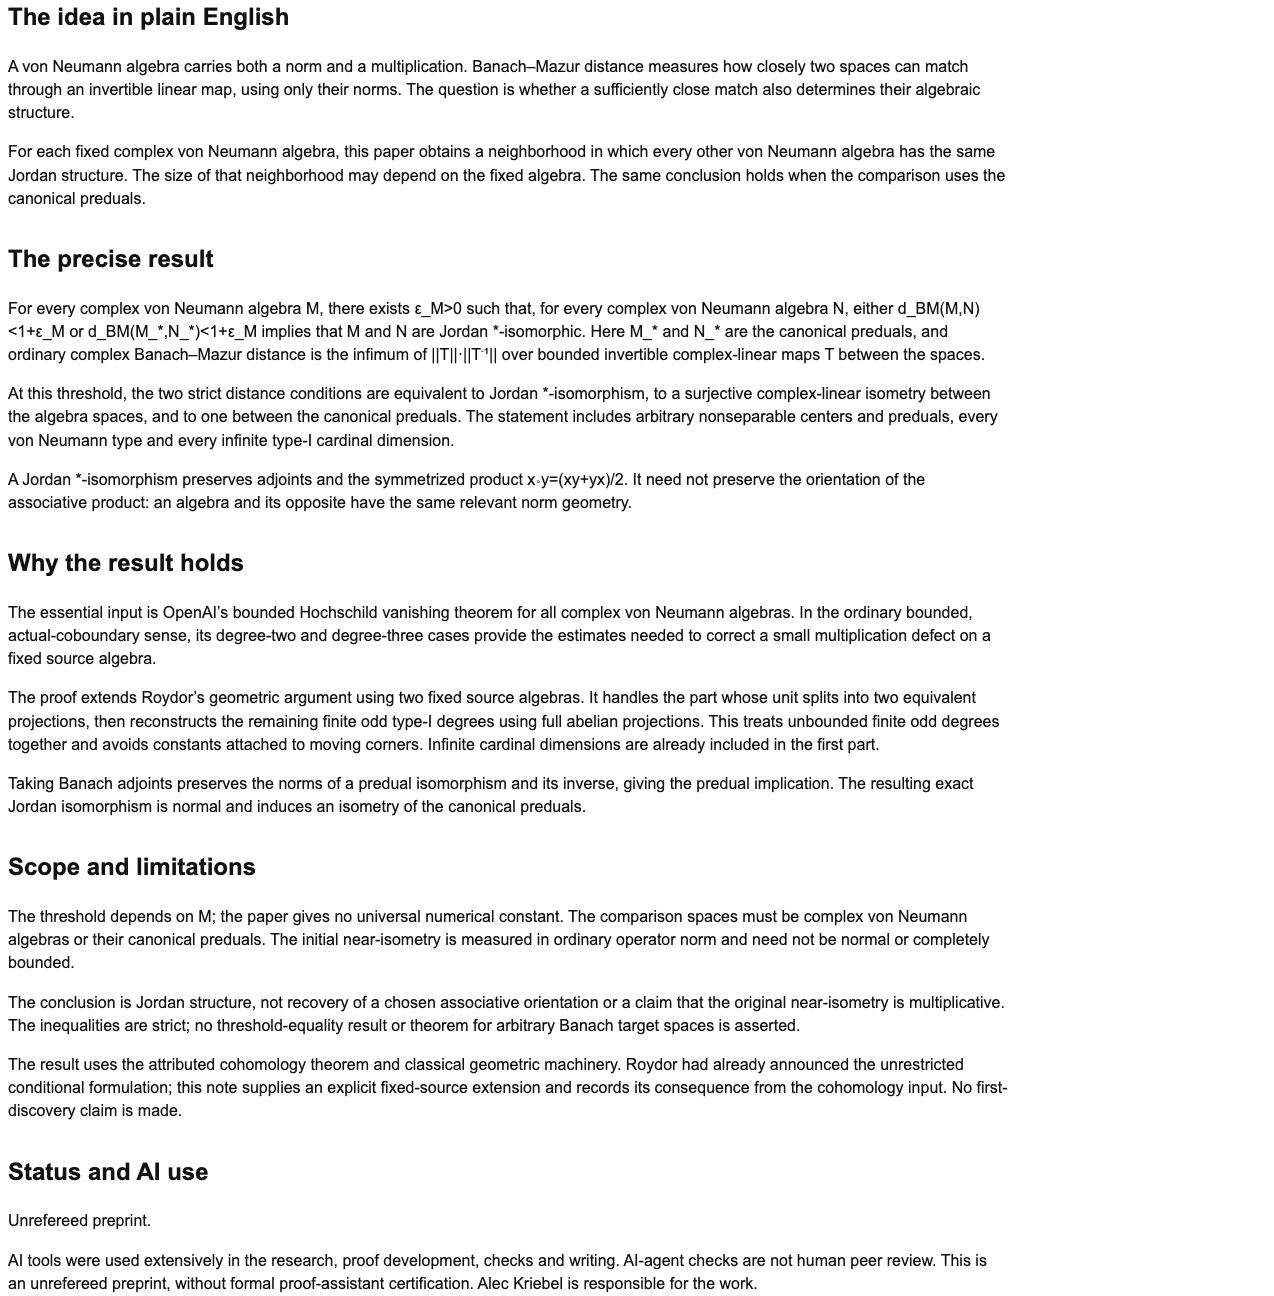 The idea in plain English
A von Neumann algebra carries both a norm and a multiplication. Banach–Mazur distance measures how closely two spaces can match
through an invertible linear map, using only their norms. The question is whether a sufficiently close match also determines their algebraic
structure.
For each fixed complex von Neumann algebra, this paper obtains a neighborhood in which every other von Neumann algebra has the same
Jordan structure. The size of that neighborhood may depend on the fixed algebra. The same conclusion holds when the comparison uses the
canonical preduals.
The precise result
For every complex von Neumann algebra M, there exists ε_M>0 such that, for every complex von Neumann algebra N, either d_BM(M,N)
<1+ε_M or d_BM(M_*,N_*)<1+ε_M implies that M and N are Jordan *-isomorphic. Here M_* and N_* are the canonical preduals, and
ordinary complex Banach–Mazur distance is the infimum of ||T||·||T⁻¹|| over bounded invertible complex-linear maps T between the spaces.
At this threshold, the two strict distance conditions are equivalent to Jordan *-isomorphism, to a surjective complex-linear isometry between
the algebra spaces, and to one between the canonical preduals. The statement includes arbitrary nonseparable centers and preduals, every
von Neumann type and every infinite type-I cardinal dimension.
A Jordan *-isomorphism preserves adjoints and the symmetrized product x◦y=(xy+yx)/2. It need not preserve the orientation of the
associative product: an algebra and its opposite have the same relevant norm geometry.
Why the result holds
The essential input is OpenAI’s bounded Hochschild vanishing theorem for all complex von Neumann algebras. In the ordinary bounded,
actual-coboundary sense, its degree-two and degree-three cases provide the estimates needed to correct a small multiplication defect on a
fixed source algebra.
The proof extends Roydor’s geometric argument using two fixed source algebras. It handles the part whose unit splits into two equivalent
projections, then reconstructs the remaining finite odd type-I degrees using full abelian projections. This treats unbounded finite odd degrees
together and avoids constants attached to moving corners. Infinite cardinal dimensions are already included in the first part.
Taking Banach adjoints preserves the norms of a predual isomorphism and its inverse, giving the predual implication. The resulting exact
Jordan isomorphism is normal and induces an isometry of the canonical preduals.
Scope and limitations
The threshold depends on M; the paper gives no universal numerical constant. The comparison spaces must be complex von Neumann
algebras or their canonical preduals. The initial near-isometry is measured in ordinary operator norm and need not be normal or completely
bounded.
The conclusion is Jordan structure, not recovery of a chosen associative orientation or a claim that the original near-isometry is multiplicative.
The inequalities are strict; no threshold-equality result or theorem for arbitrary Banach target spaces is asserted.
The result uses the attributed cohomology theorem and classical geometric machinery. Roydor had already announced the unrestricted
conditional formulation; this note supplies an explicit fixed-source extension and records its consequence from the cohomology input. No first-
discovery claim is made.
Status and AI use
Unrefereed preprint.
AI tools were used extensively in the research, proof development, checks and writing. AI-agent checks are not human peer review. This is
an unrefereed preprint, without formal proof-assistant certification. Alec Kriebel is responsible for the work.